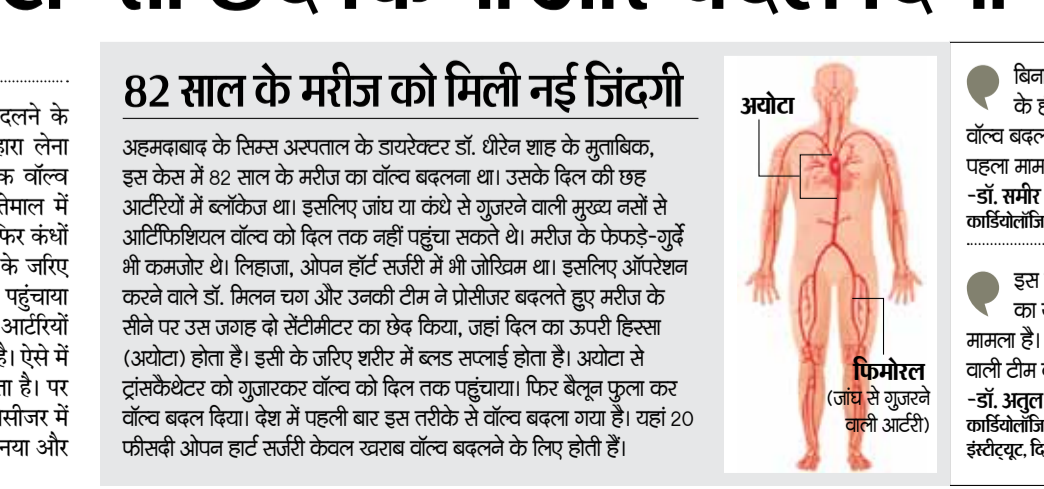 दलने के
हारा लेना
क वॉल्व
तेमाल में
फिर कंधों
के जरिए
पहुंचाया
आर्टरियों
है। ऐसे में
ता है। पर
सीजर में
नया और
82 साल के मरीज को मिली नई जिंदगी
अहमदाबाद के सिम्स अस्पताल के डायरेक्टर डॉ. धीरेन शाह के मुताबिक,
इस केस में 82 साल के मरीज का वॉल्व बदलना था। उसके दिल की छह
आर्टरियों में ब्लॉकेज था। इसलिए जांघ या कंधे से गुजरने वाली मुख्य नसों से
आर्टिफिशियल वॉल्व को दिल तक नहीं पहुंचा सकते थे। मरीज के फेफड़े-गुर्दे
भी कमजोर थे। लिहाजा, ओपन हॉर्ट सर्जरी में भी जोखिम था। इसलिए ऑपरेशन
करने वाले डॉ. मिलन चग और उनकी टीम ने प्रोसीजर बदलते हुए मरीज के
सीने पर उस जगह दो सेंटीमीटर का छेद किया, जहां दिल का ऊपरी हिस्सा
(अयोटा) होता है। इसी के जरिए शरीर में ब्लड सप्लाई होता है। अयोटा से
ट्रांसकैथेटर को गुजारकर वॉल्व को दिल तक पहुंचाया। फिर बैलून फुला कर
वॉल्व बदल दिया। देश में पहली बार इस तरीके से वॉल्व बदला गया है। यहां 20
फीसदी ओपन हार्ट सर्जरी केवल खराब वॉल्व बदलने के लिए होती हैं।
अयोटा
फिमोरल
(जांघ से गुजरने
वाली आर्टरी)
बिना
के ह
वॉल्व बदल
पहला माम
-डॉ. समीर
कार्डियोलॉजि
इस
का
मामला है।
वाली टीम
-डॉ. अतुल
कार्डियोलॉजि
इंस्टीट्यूट, दि